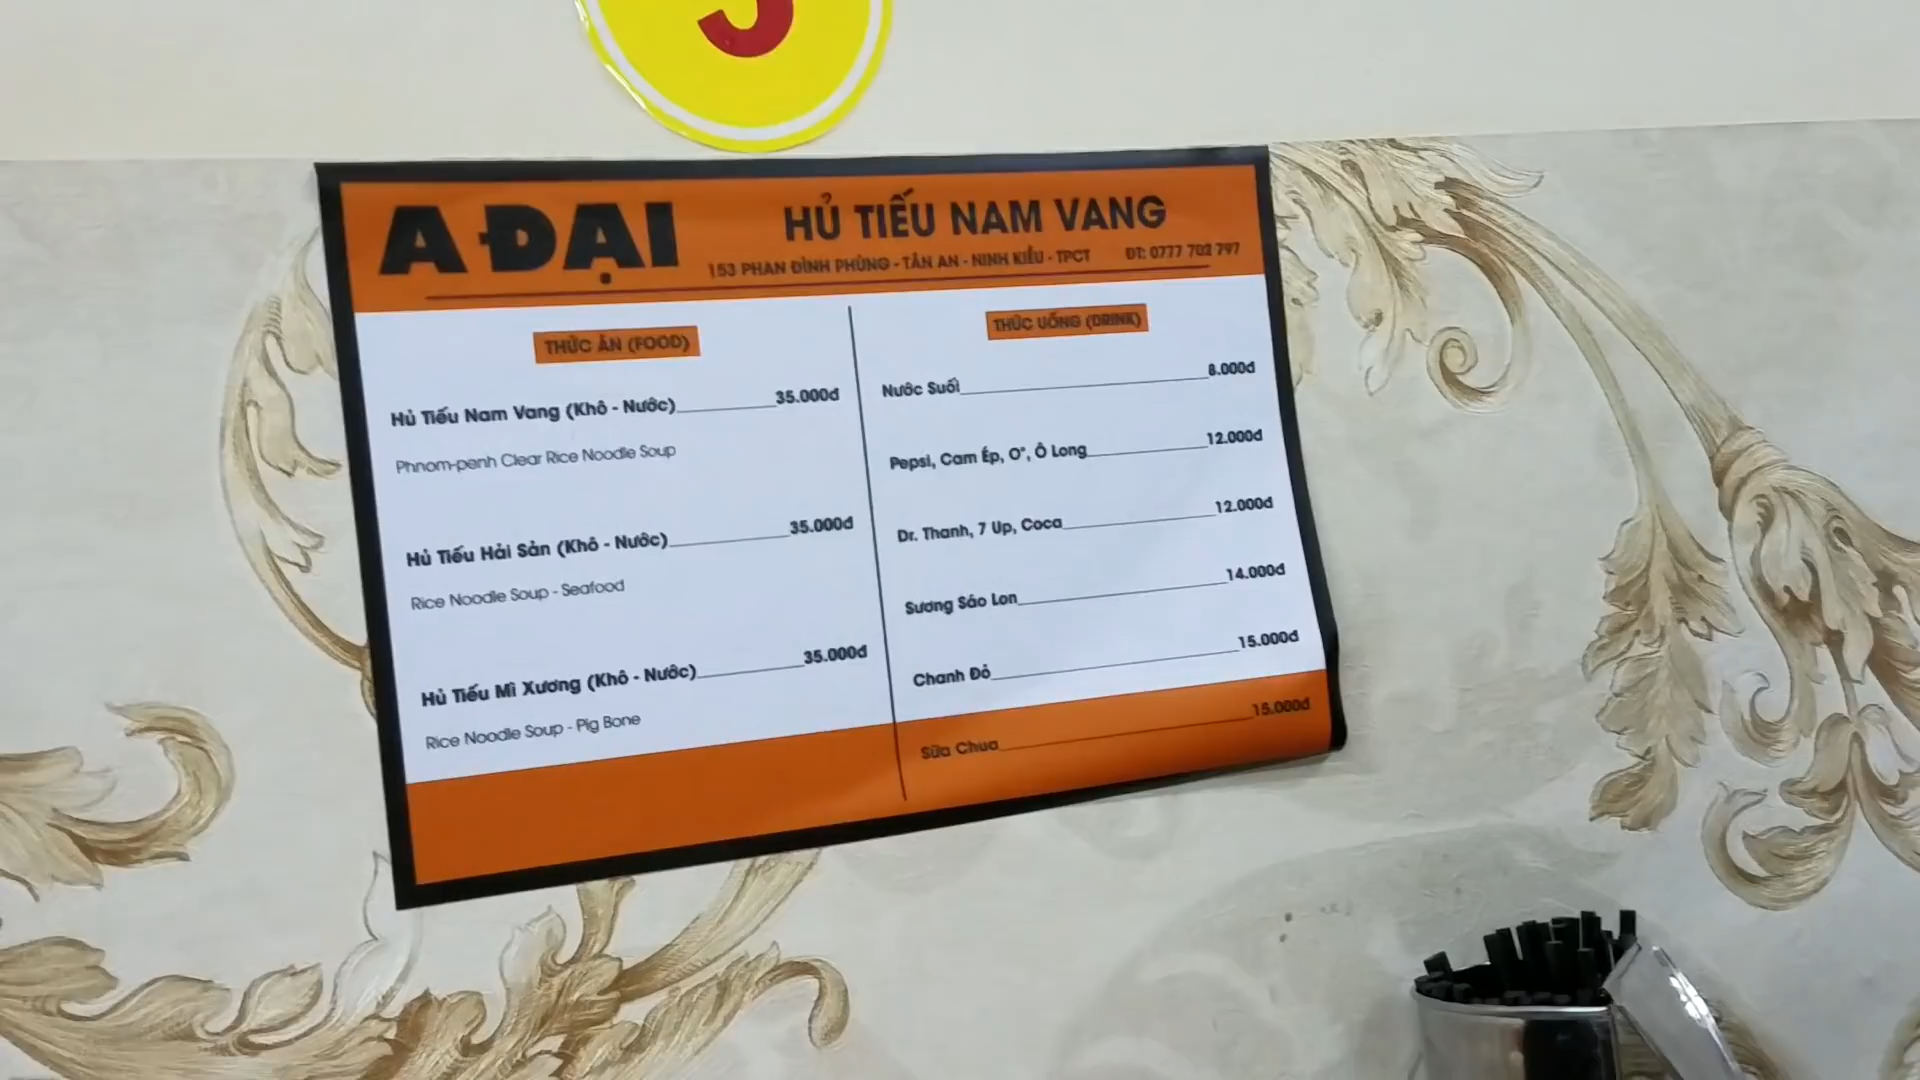 A ĐẠI
HỦ TIẾU NAM VANG
153 PHAN ĐÌNH PHÙNG - TÂN AN - NINH KIỀU - TPCT ĐT: 0777 702 797
THỨC ĂN (FOOD)
Hủ Tiếu Nam Vang (Khô - Nước) 35.000đ
Phnom-penh Clear Rice Noodle Soup
Hủ Tiếu Hải Sản (Khô - Nước) 35.000đ
Rice Noodle Soup - Seafood
Hủ Tiếu Mì Xương (Khô - Nước) 35.000đ
Rice Noodle Soup - Pig Bone
THỨC UỐNG (DRINK)
Nước Suối 8.000đ
Pepsi, Cam Ép, O°, Ô Long 12.000đ
Dr. Thanh, 7 Up, Coca 12.000đ
Sương Sáo Lon 14.000đ
Chanh Đỏ 15.000đ
Sữa Chua 15.000đ